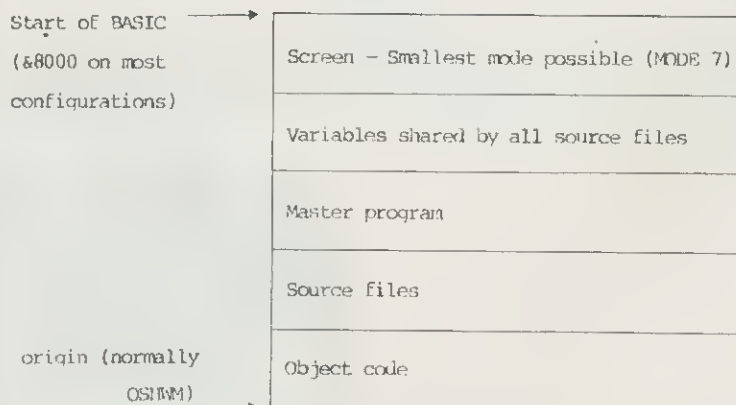 Start of BASIC
(&8000 on most
configurations)
Screen - Smallest mode possible (MODE 7)
Variables shared by all source files
Master program
Source files
origin (normally
OSHWM)
Object code